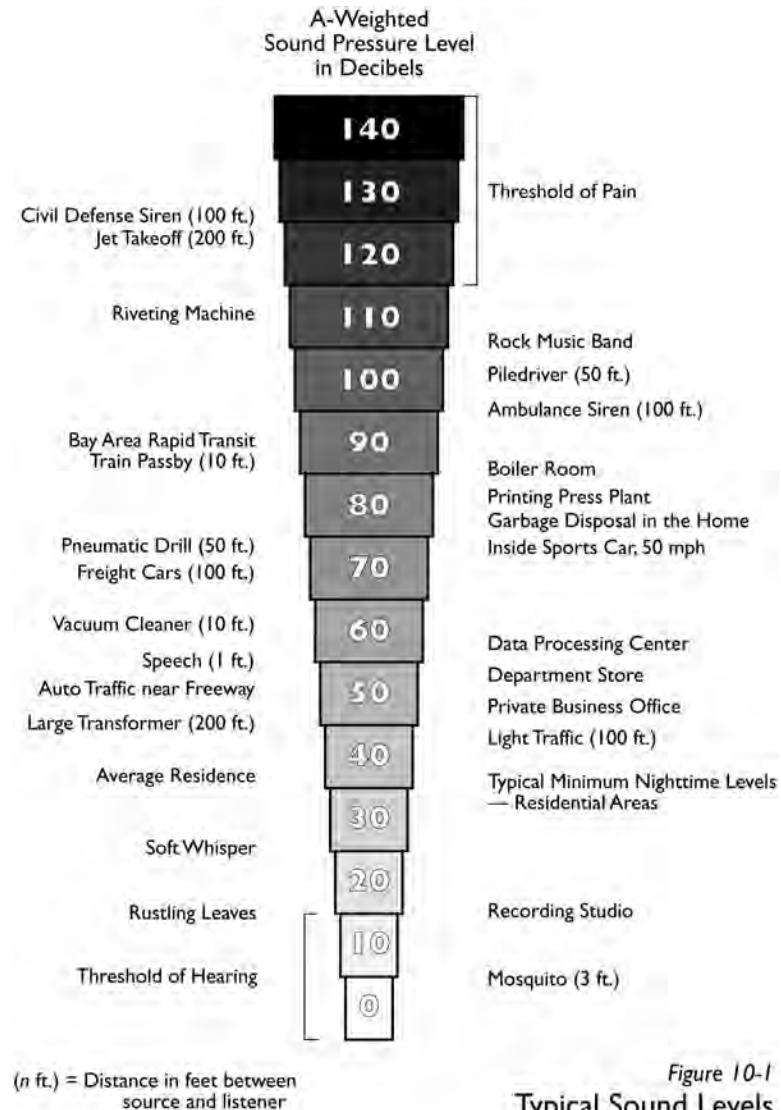 A-Weighted
Sound Pressure Level
in Decibels
140
130
Threshold of Pain
Civil Defense Siren (100 ft.)
Jet Takeoff (200 ft.)
120
Riveting Machine
110
Rock Music Band
100
Piledriver (50 ft.)
Ambulance Siren (100 ft.)
Bay Area Rapid Transit
Train Passby (10 ft.)
90
Boiler Room
80
Printing Press Plant
Garbage Disposal in the Home
Pneumatic Drill (50 ft.)
Inside Sports Car, 50 mph
Freight Cars (100 ft.)
70
Vacuum Cleaner (10 ft.)
60
Data Processing Center
Speech (1 ft.)
Department Store
Auto Traffic near Freeway
50
Private Business Office
Large Transformer (200 ft.)
Light Traffic (100 ft.)
40
Average Residence
Typical Minimum Nighttime Levels
— Residential Areas
30
Soft Whisper
20
Rustling Leaves
Recording Studio
10
Threshold of Hearing
Mosquito (3 ft.)
0
(n ft.) = Distance in feet between
source and listener
Figure 10-1
Typical Sound Levels